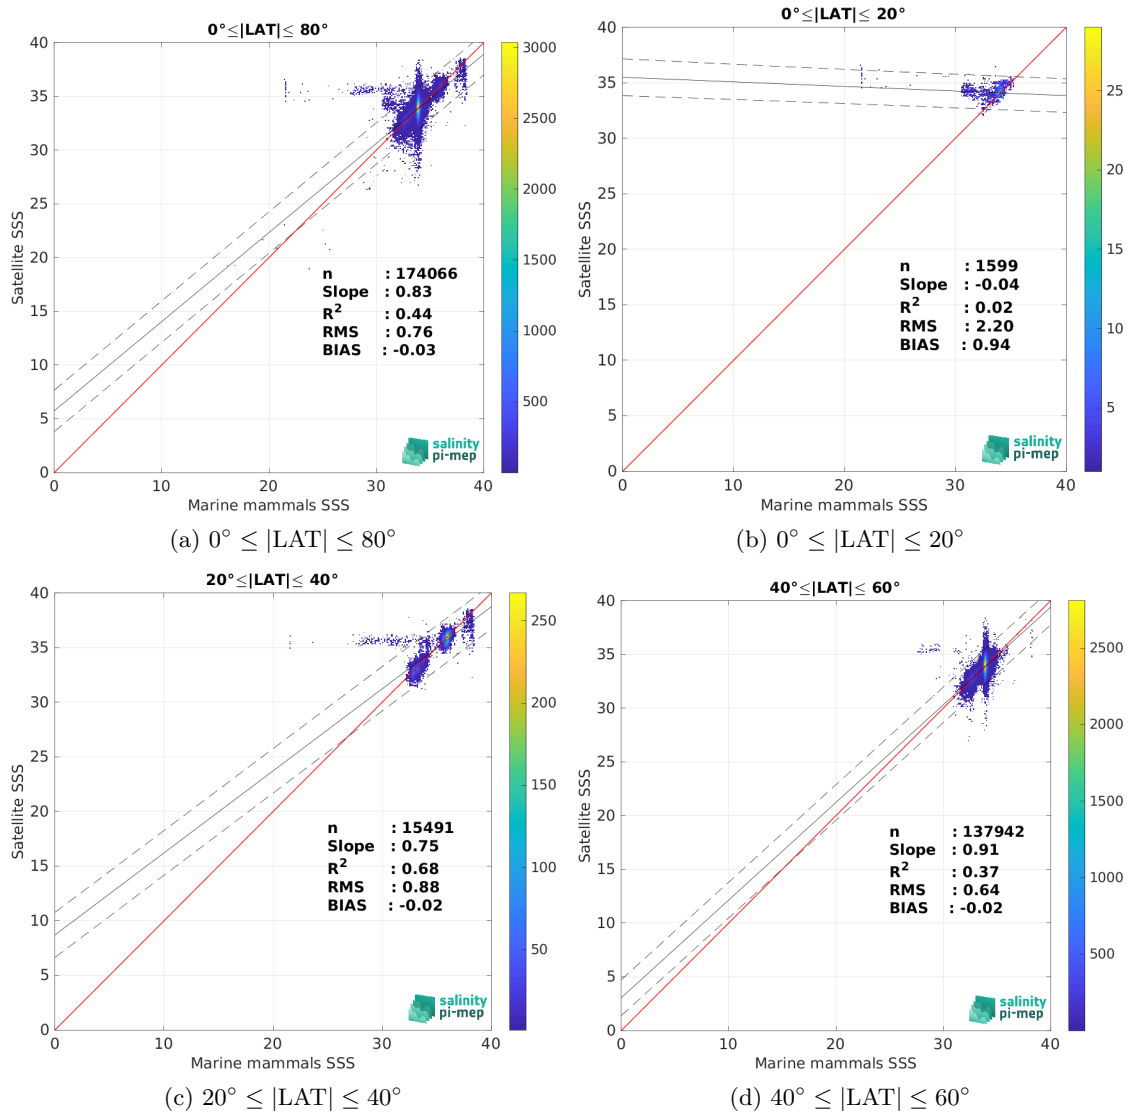 0°≤|LAT|≤ 80°
Satellite SSS
40
35
30
25
20
15
10
5
0
0
10
20
30
40
Marine mammals SSS
n : 174066
Slope : 0.83
R² : 0.44
RMS : 0.76
BIAS : -0.03
salinity
pi-mep
3000
2500
2000
1500
1000
500
(a) 0° ≤ |LAT| ≤ 80°
0°≤|LAT|≤ 20°
Satellite SSS
40
35
30
25
20
15
10
5
0
0
10
20
30
40
Marine mammals SSS
n : 1599
Slope : -0.04
R² : 0.02
RMS : 2.20
BIAS : 0.94
salinity
pi-mep
25
20
15
10
5
(b) 0° ≤ |LAT| ≤ 20°
20°≤|LAT|≤ 40°
Satellite SSS
40
35
30
25
20
15
10
5
0
0
10
20
30
40
Marine mammals SSS
n : 15491
Slope : 0.75
R² : 0.68
RMS : 0.88
BIAS : -0.02
salinity
pi-mep
250
200
150
100
50
(c) 20° ≤ |LAT| ≤ 40°
40°≤|LAT|≤ 60°
Satellite SSS
40
35
30
25
20
15
10
5
0
0
10
20
30
40
Marine mammals SSS
n : 137942
Slope : 0.91
R² : 0.37
RMS : 0.64
BIAS : -0.02
salinity
pi-mep
2500
2000
1500
1000
500
(d) 40° ≤ |LAT| ≤ 60°